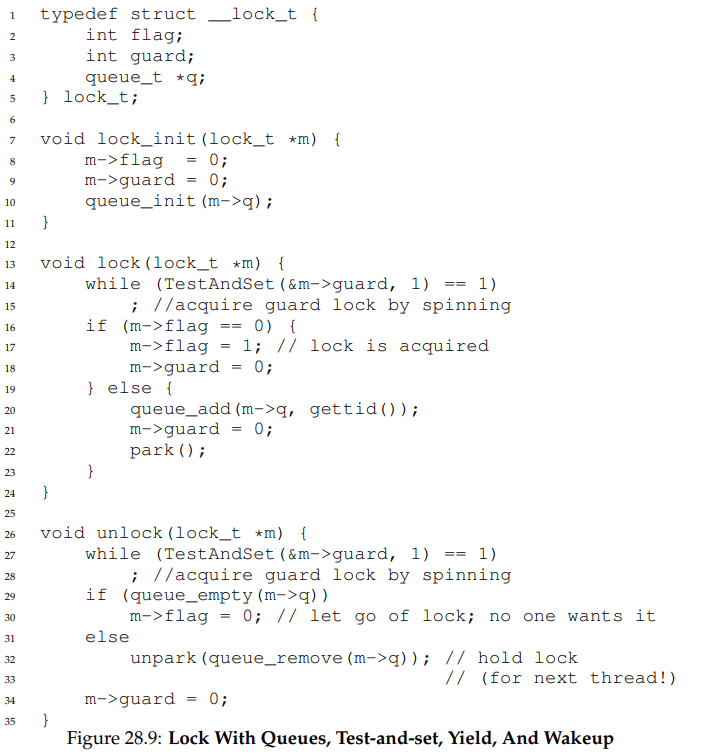 1 typedef struct __lock_t {
2     int flag;
3     int guard;
4     queue_t *q;
5 } lock_t;
6
7 void lock_init(lock_t *m) {
8     m->flag  = 0;
9     m->guard = 0;
10     queue_init(m->q);
11 }
12
13 void lock(lock_t *m) {
14     while (TestAndSet(&m->guard, 1) == 1)
15         ; //acquire guard lock by spinning
16     if (m->flag == 0) {
17         m->flag = 1; // lock is acquired
18         m->guard = 0;
19     } else {
20         queue_add(m->q, gettid());
21         m->guard = 0;
22         park();
23     }
24 }
25
26 void unlock(lock_t *m) {
27     while (TestAndSet(&m->guard, 1) == 1)
28         ; //acquire guard lock by spinning
29     if (queue_empty(m->q))
30         m->flag = 0; // let go of lock; no one wants it
31     else
32         unpark(queue_remove(m->q)); // hold lock
33                                     // (for next thread!)
34     m->guard = 0;
35 }
Figure 28.9: Lock With Queues, Test-and-set, Yield, And Wakeup